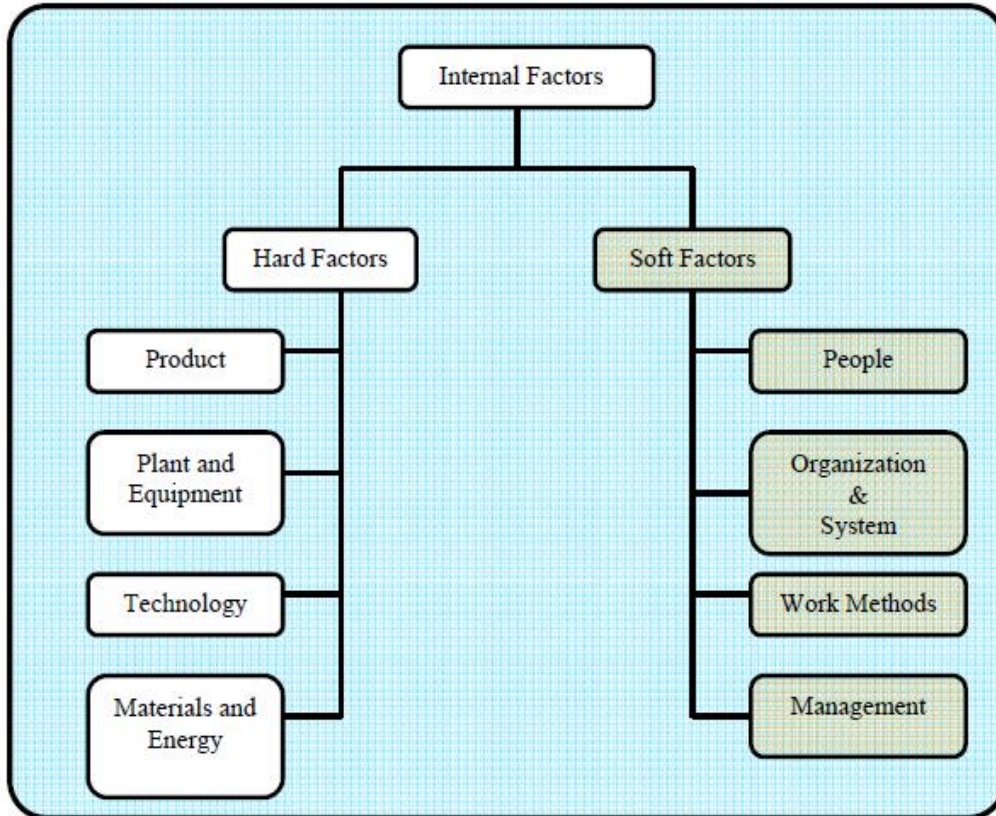 Internal Factors
Hard Factors
Soft Factors
Product
People
Plant and
Equipment
Organization
&
System
Technology
Work Methods
Materials and
Energy
Management